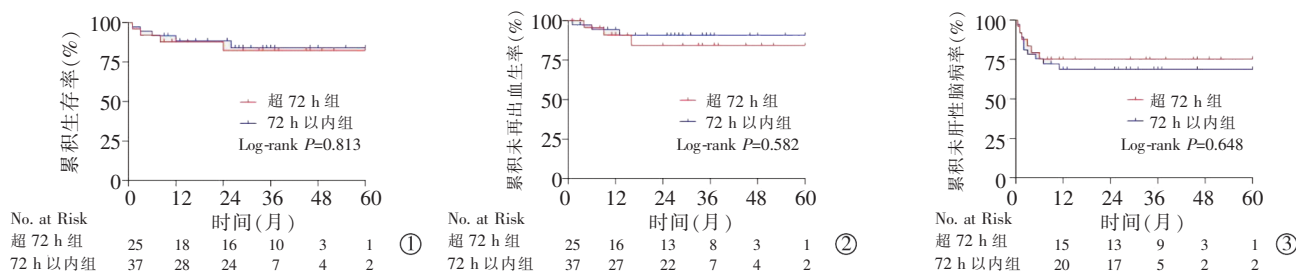 100
75
50
25
0
累积生存率(%)
超 72 h 组
72 h 以内组
Log-rank P=0.813
0 12 24 36 48 60
时间(月)
No. at Risk
超 72 h 组 25 18 16 10 3 1
72 h 以内组 37 28 24 7 4 2
①
100
75
50
25
0
累积未再出血生率(%)
超 72 h 组
72 h 以内组
Log-rank P=0.582
0 12 24 36 48 60
时间(月)
No. at Risk
超 72 h 组 25 16 13 8 3 1
72 h 以内组 37 27 22 7 4 2
②
100
75
50
25
0
累积未肝性脑病率(%)
超 72 h 组
72 h 以内组
Log-rank P=0.648
0 12 24 36 48 60
时间(月)
No. at Risk
超 72 h 组 15 13 9 3 1
72 h 以内组 20 17 5 2 2
③